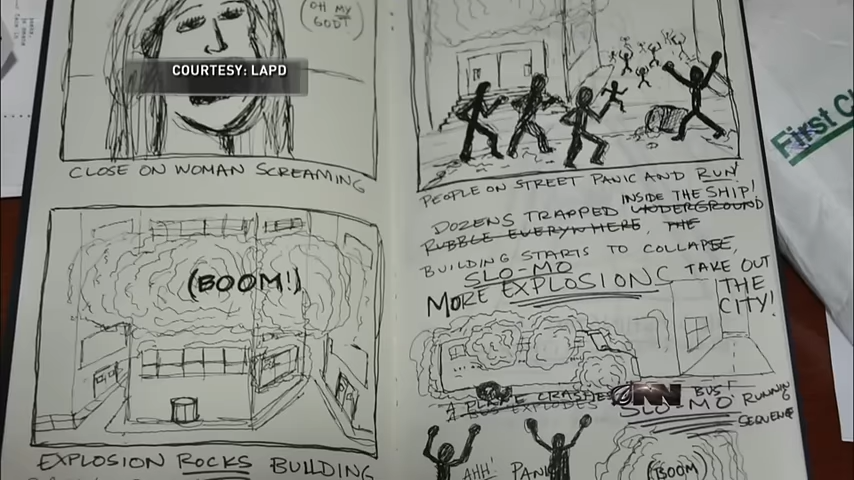 (OH MY GOD!)
COURTESY: LAPD
CLOSE ON WOMAN SCREAMING
(BOOM!)
EXPLOSION ROCKS BUILDING
PEOPLE ON STREET PANIC AND RUN!
INSIDE THE SHIP!
DOZENS TRAPPED UNDERGROUND
RUBBLE EVERYWHERE, THE
BUILDING STARTS TO COLLAPSE,
SLO-MO
MORE EXPLOSIONS TAKE OUT
THE
CITY!
A PLANE CRASHES
BUS!
EXPLODES
SLO-MO RUNNING
SEQUENCE
AHH! PANIC
(BOOM
First C
INN